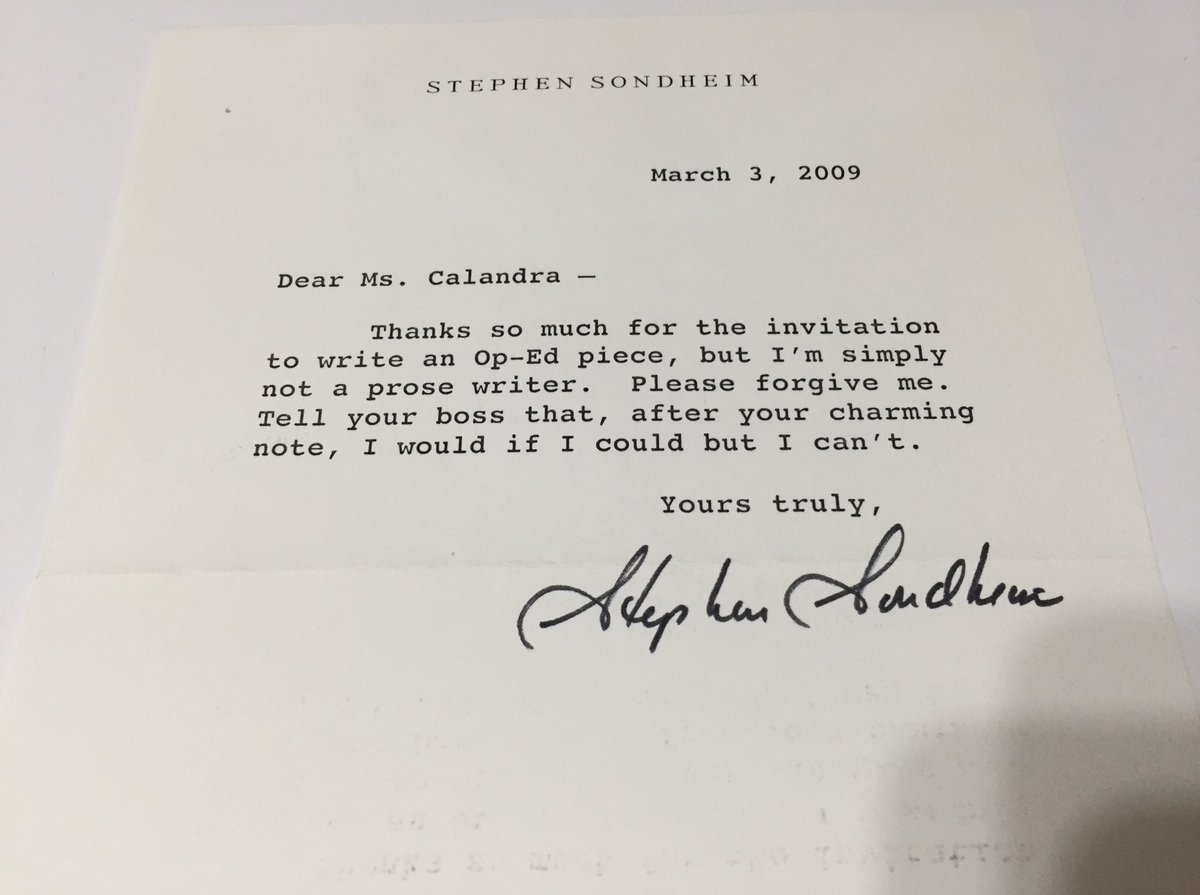 STEPHEN SONDHEIM
March 3, 2009
Dear Ms. Calandra –
Thanks so much for the invitation
to write an Op-Ed piece, but I'm simply
not a prose writer.  Please forgive me.
Tell your boss that, after your charming
note, I would if I could but I can't.
Yours truly,
Stephen Sondheim